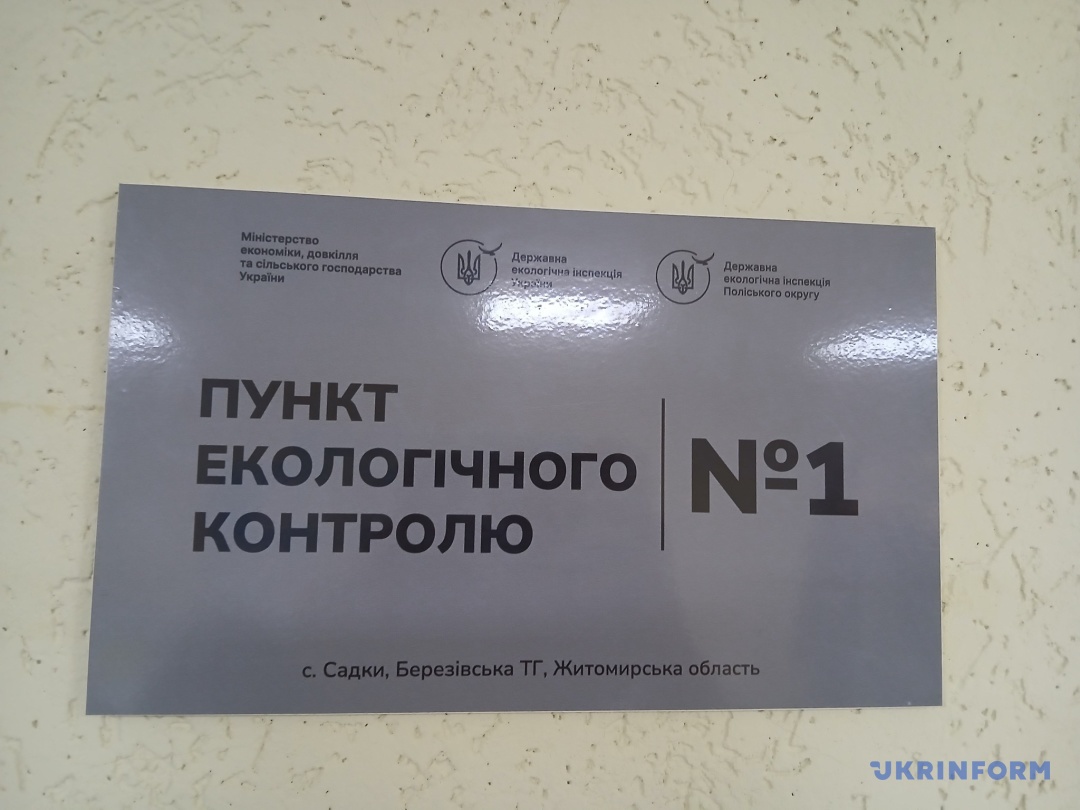 Міністерство
економіки, довкілля
та сільського господарства
України
Державна
екологічна інспекція
України
Державна
екологічна інспекція
Поліського округу
ПУНКТ
ЕКОЛОГІЧНОГО
КОНТРОЛЮ
№1
с. Садки, Березівська ТГ, Житомирська область
UKRINFORM